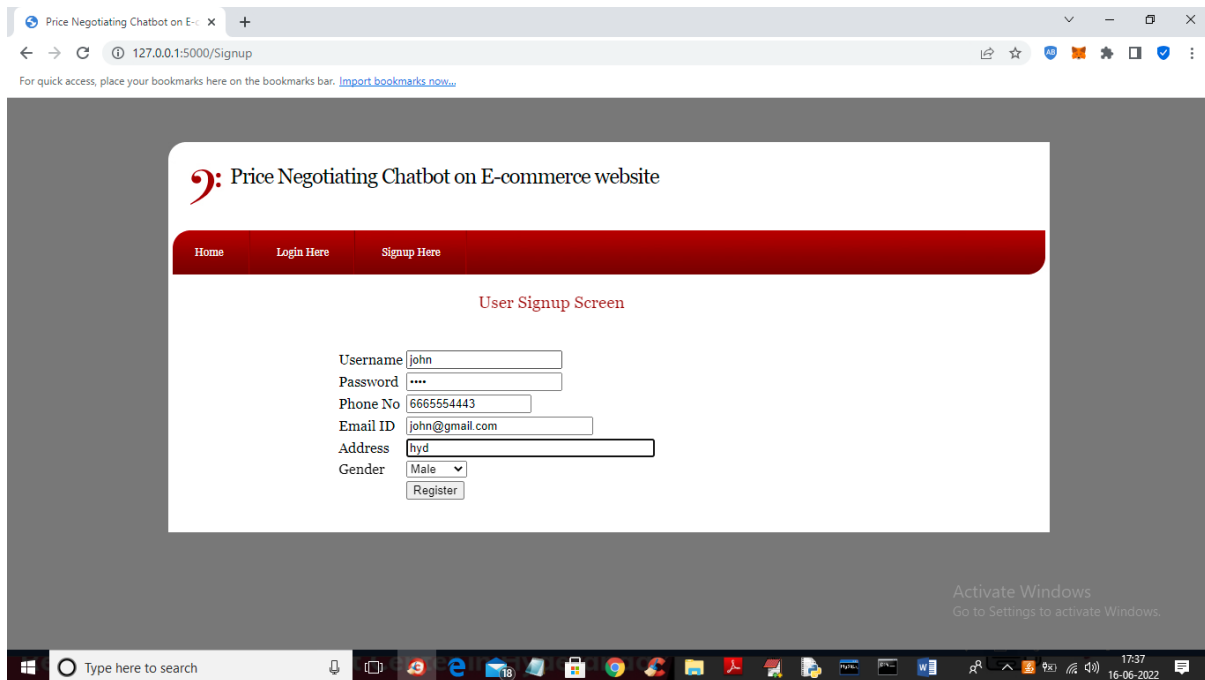 Price Negotiating Chatbot on E-c
127.0.0.1:5000/Signup
AB
For quick access, place your bookmarks here on the bookmarks bar. Import bookmarks now...
Price Negotiating Chatbot on E-commerce website
Home Login Here Signup Here
User Signup Screen
Username john
Password ••••
Phone No 6665554443
Email ID john@gmail.com
Address hyd
Gender Male
Register
Activate Windows
Go to Settings to activate Windows.
Type here to search
18
17:37
16-06-2022